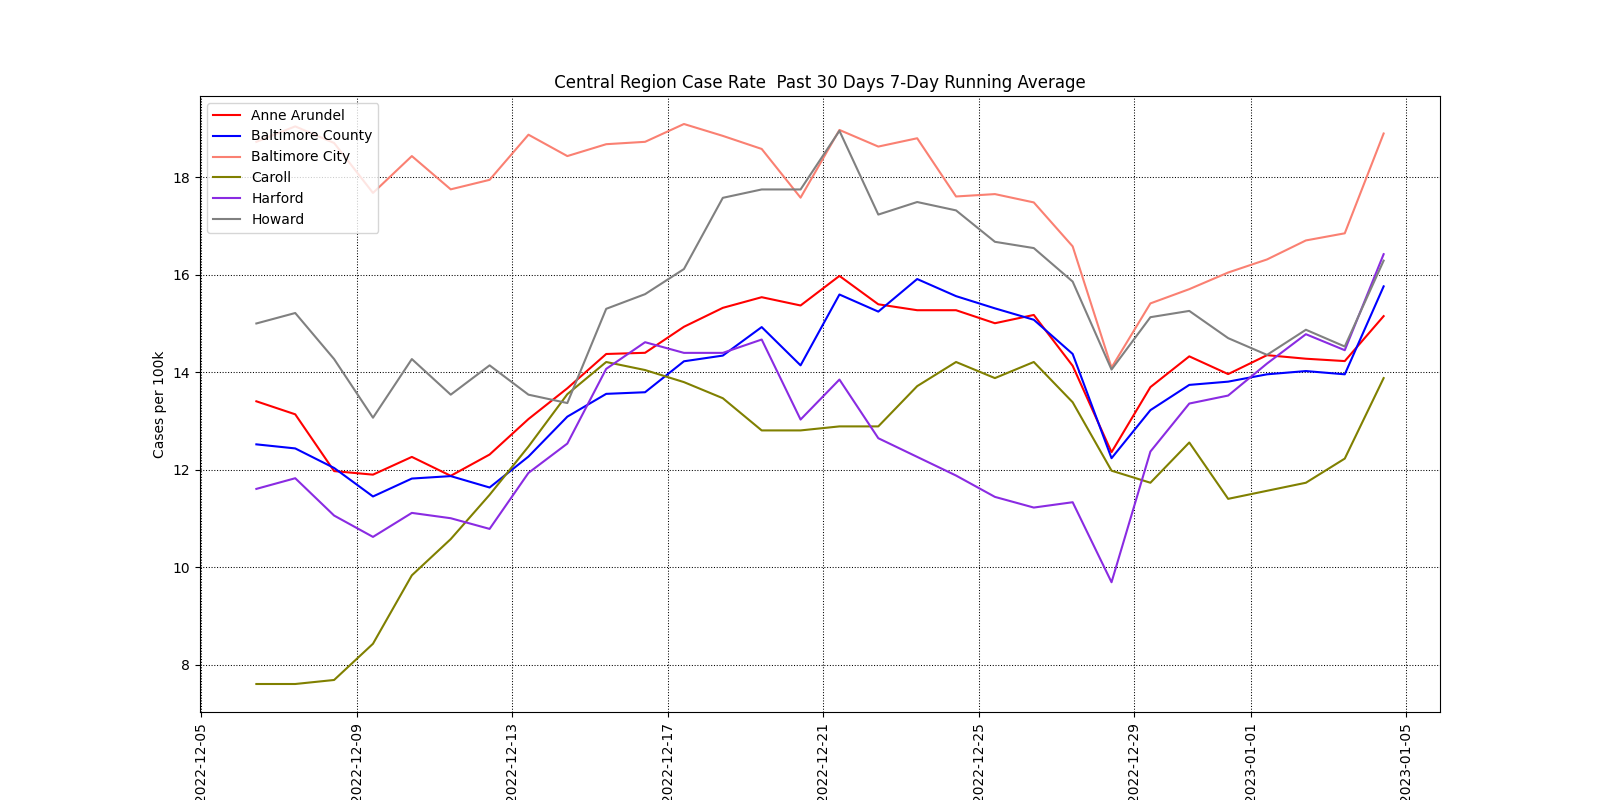 Central Region Case Rate  Past 30 Days 7-Day Running Average
Anne Arundel
Baltimore County
Baltimore City
Caroll
Harford
Howard
Cases per 100k
18
16
14
12
10
8
2022-12-05
2022-12-09
2022-12-13
2022-12-17
2022-12-21
2022-12-25
2022-12-29
2023-01-01
2023-01-05